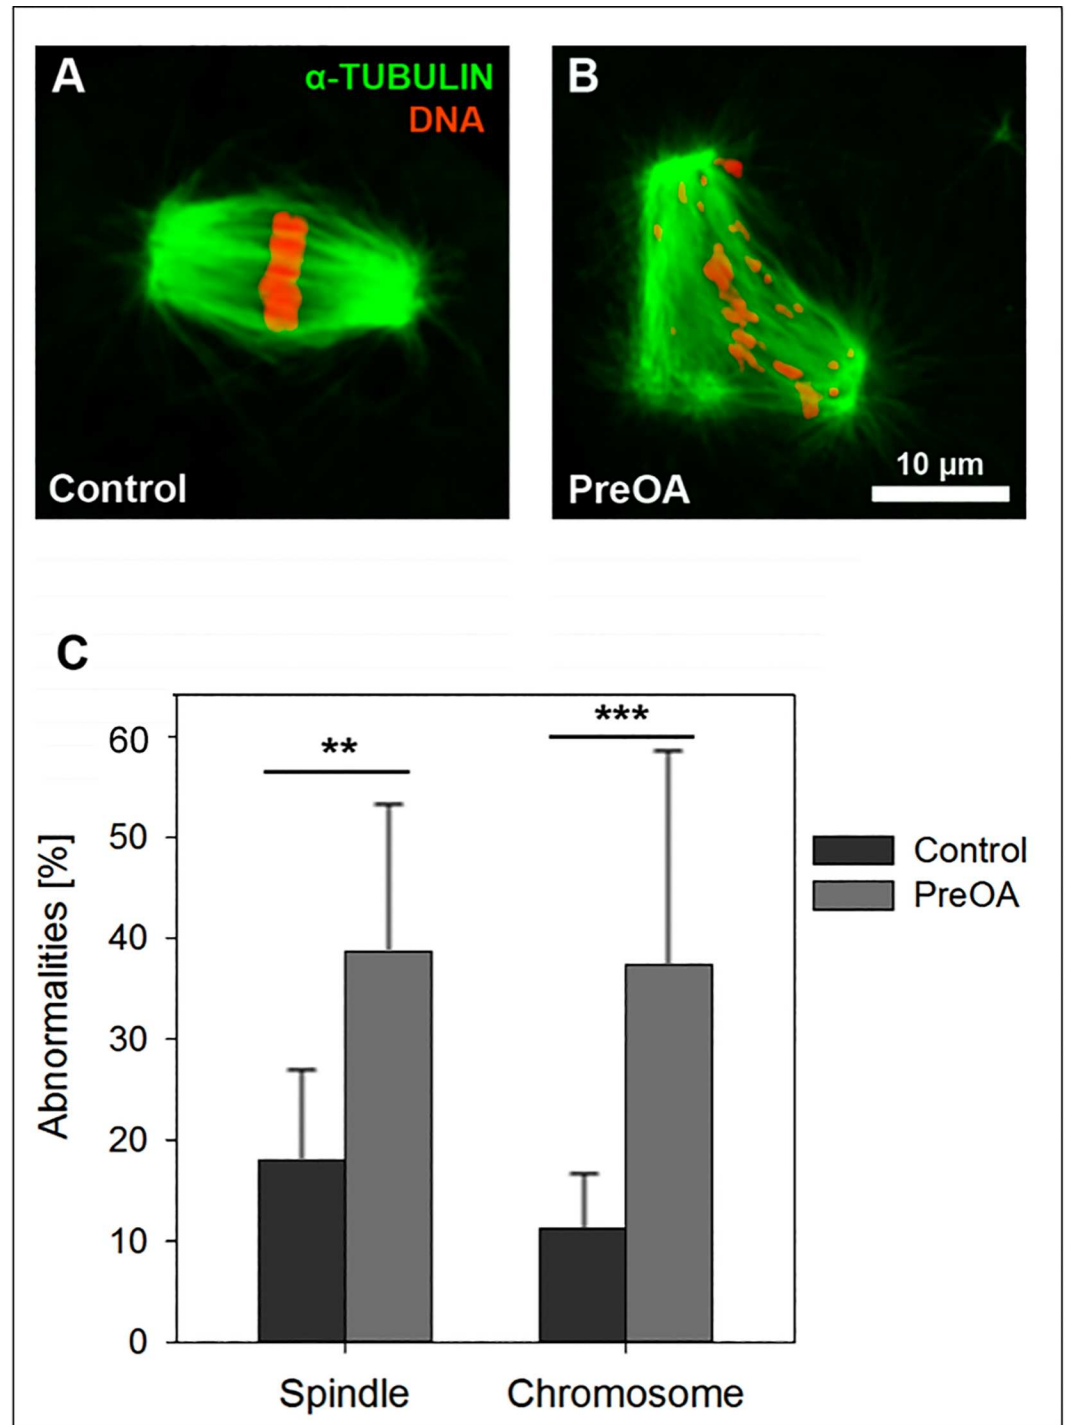 A
α-TUBULIN
DNA
Control
B
10 μm
PreOA
C
Abnormalities [%]
60
50
40
30
20
10
0
**
***
Spindle
Chromosome
Control
PreOA